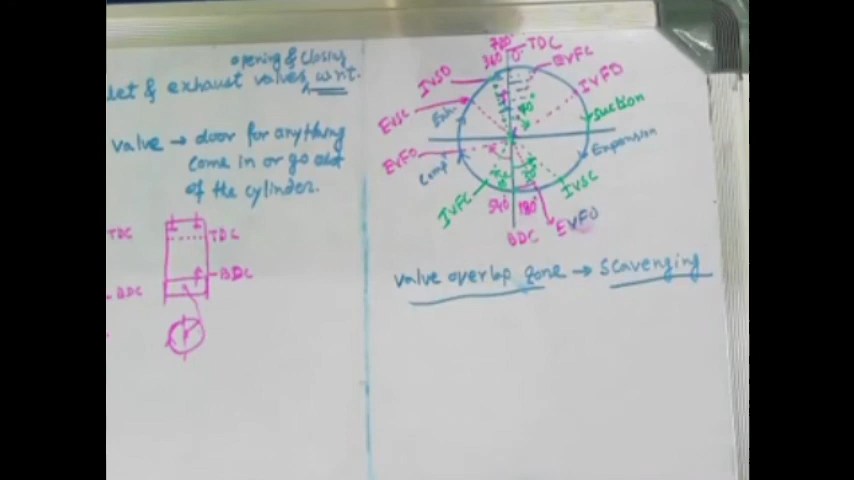 opening & closing
let & exhaust valves, w.r.t.
valve → door for anything
come in or go out
of the cylinder.
TDC
TDC
BDC
BDC
720°
TDC
360°
0°
EVFC
IVSO
IVFO
EVSC
Exh.
suction
EVFO
Expansion
Comp
IVFC
IVSC
540
180°
EVFO
BDC
valve overlap zone → scavenging